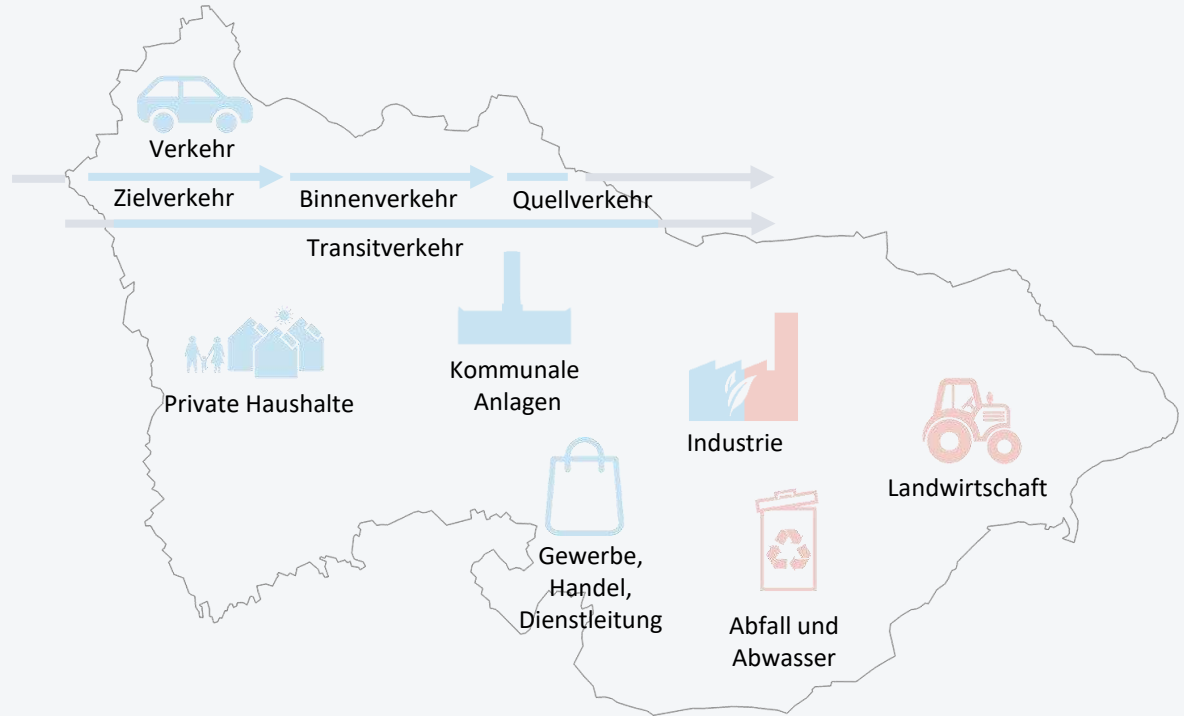 Verkehr
Zielverkehr
Binnenverkehr
Quellverkehr
Transitverkehr
Private Haushalte
Kommunale
Anlagen
Industrie
Landwirtschaft
Gewerbe,
Handel,
Dienstleitung
Abfall und
Abwasser